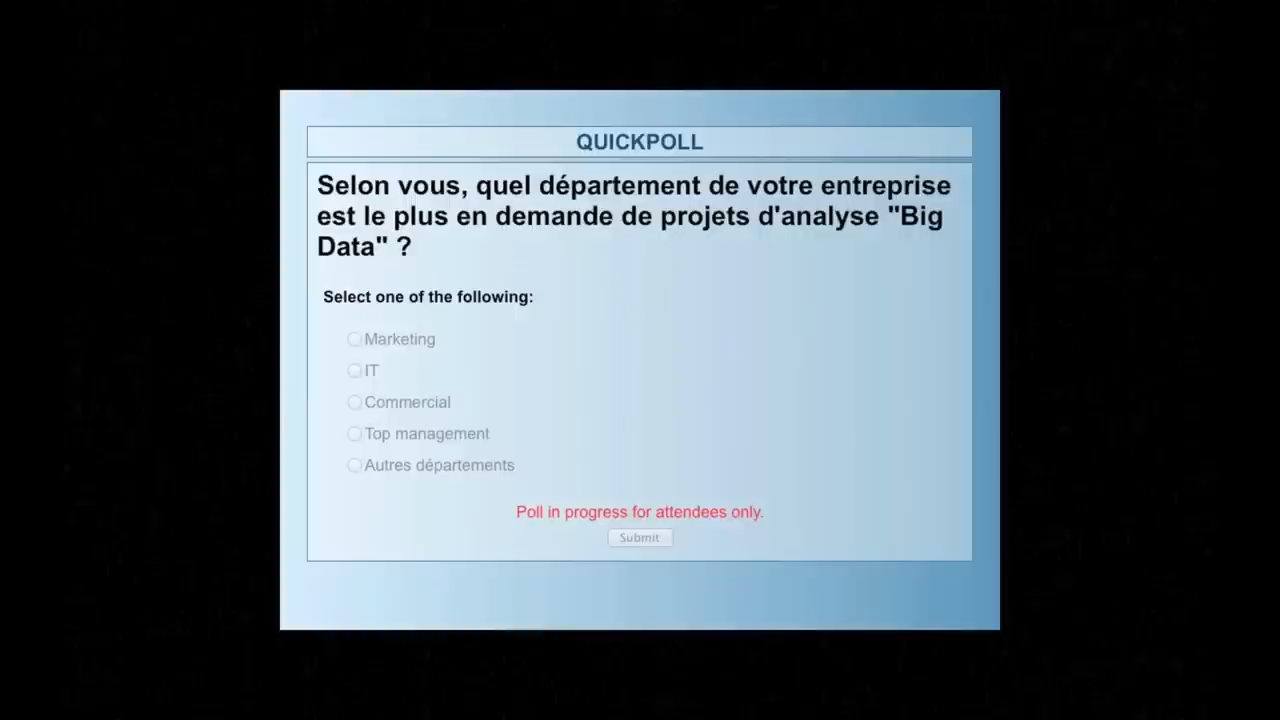 QUICKPOLL
Selon vous, quel département de votre entreprise
est le plus en demande de projets d'analyse "Big
Data" ?
Select one of the following:
Marketing
IT
Commercial
Top management
Autres départements
Poll in progress for attendees only.
Submit